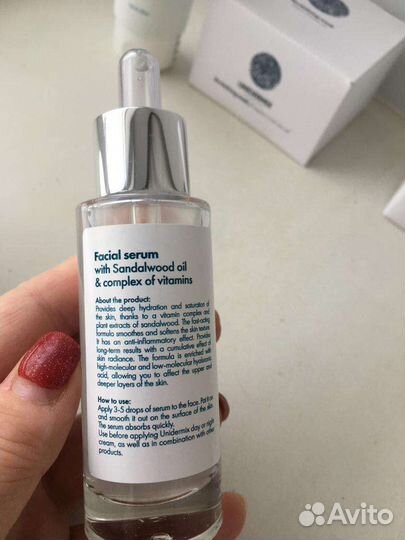 Facial serum
with Sandalwood oil
& complex of vitamins
About the product:
Provides deep hydration and saturation of
the skin, thanks to a vitamin complex and
plant extracts of sandalwood. The fast-acting
formula smoothes and softens the skin texture.
It has an anti-inflammatory effect. Provides
long-term results with a cumulative effect of
skin radiance. The formula is enriched with
high-molecular and low-molecular hyaluronic
acid, allowing you to affect the upper and
deeper layers of the skin.
How to use:
Apply 3-5 drops of serum to the face. Pat it on
and smooth it out on the surface of the skin.
The serum absorbs quickly.
Use before applying Unidermix day or night
cream, as well as in combination with other
products.
Avito